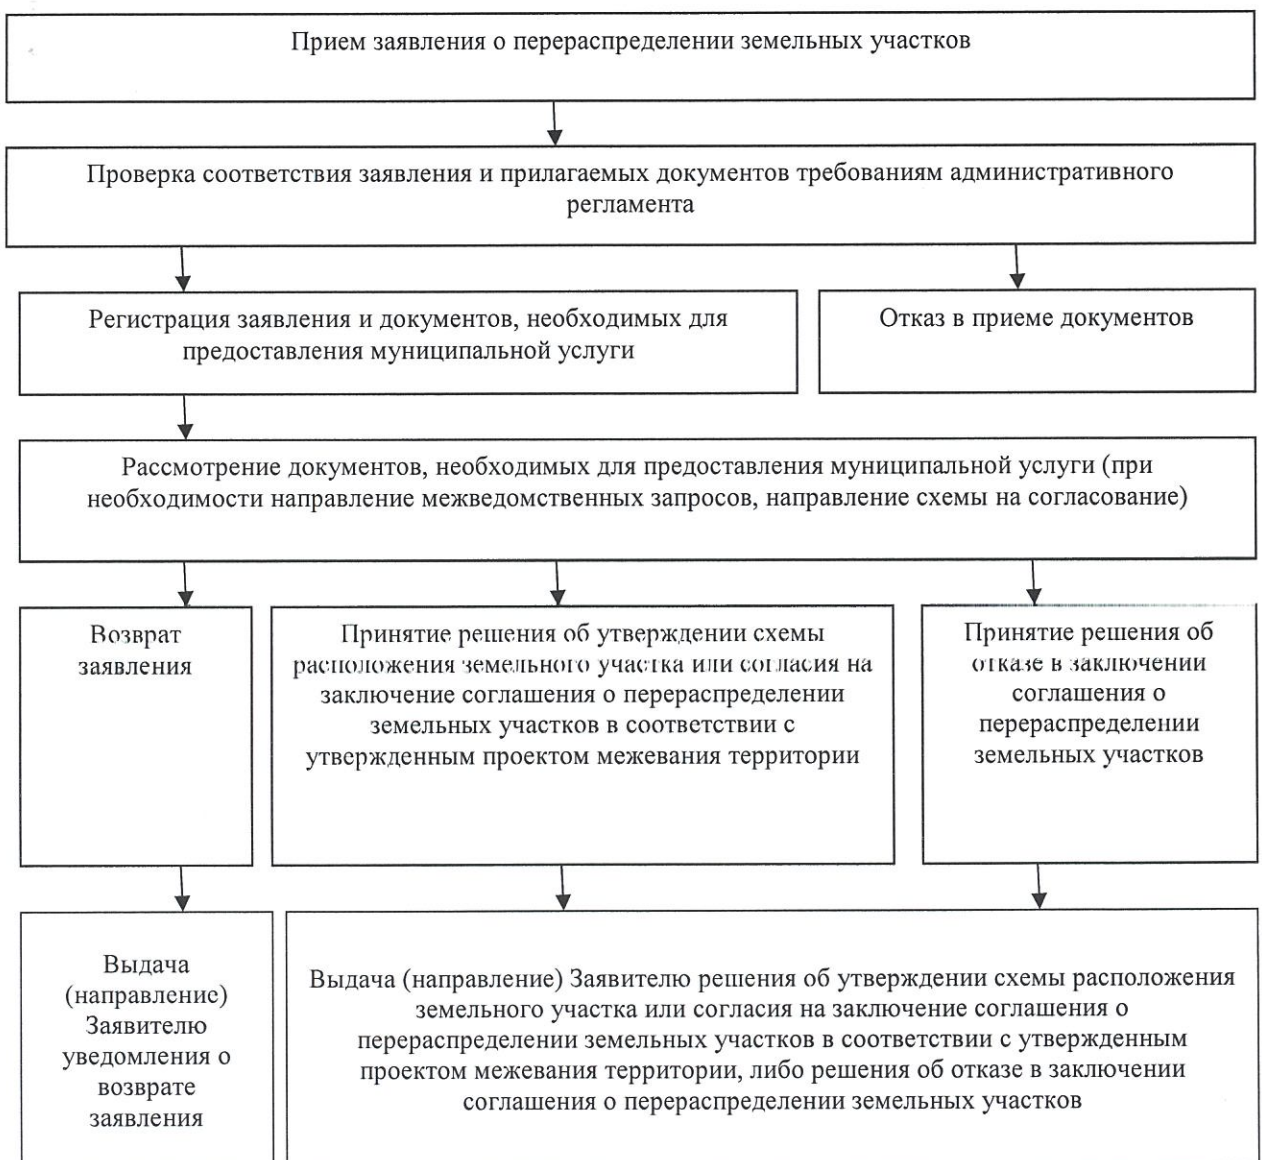 Прием заявления о перераспределении земельных участков
Проверка соответствия заявления и прилагаемых документов требованиям административного
регламента
Регистрация заявления и документов, необходимых для
предоставления муниципальной услуги
Отказ в приеме документов
Рассмотрение документов, необходимых для предоставления муниципальной услуги (при
необходимости направление межведомственных запросов, направление схемы на согласование)
Возврат
заявления
Принятие решения об утверждении схемы
расположения земельного участка или согласия на
заключение соглашения о перераспределении
земельных участков в соответствии с
утвержденным проектом межевания территории
Принятие решения об
отказе в заключении
соглашения о
перераспределении
земельных участков
Выдача
(направление)
Заявителю
уведомления о
возврате
заявления
Выдача (направление) Заявителю решения об утверждении схемы расположения
земельного участка или согласия на заключение соглашения о
перераспределении земельных участков в соответствии с утвержденным
проектом межевания территории, либо решения об отказе в заключении
соглашения о перераспределении земельных участков